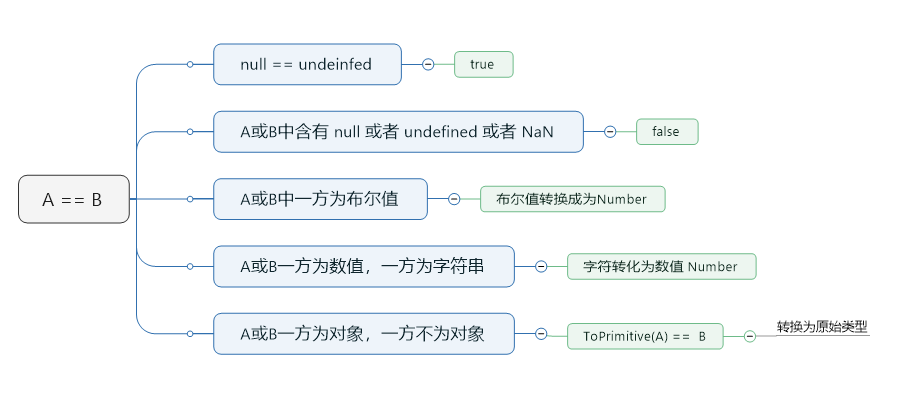 null == undeinfed
true
A或B中含有 null 或者 undefined 或者 NaN
false
A == B
A或B中一方为布尔值
布尔值转换成为Number
A或B一方为数值，一方为字符串
字符转化为数值 Number
A或B一方为对象，一方不为对象
ToPrimitive(A) == B
转换为原始类型